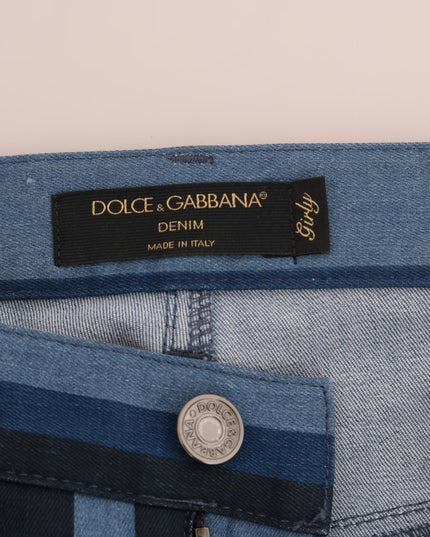 DOLCE & GABBANA®
DENIM
MADE IN ITALY
Girly
DOLCE & GABBANA